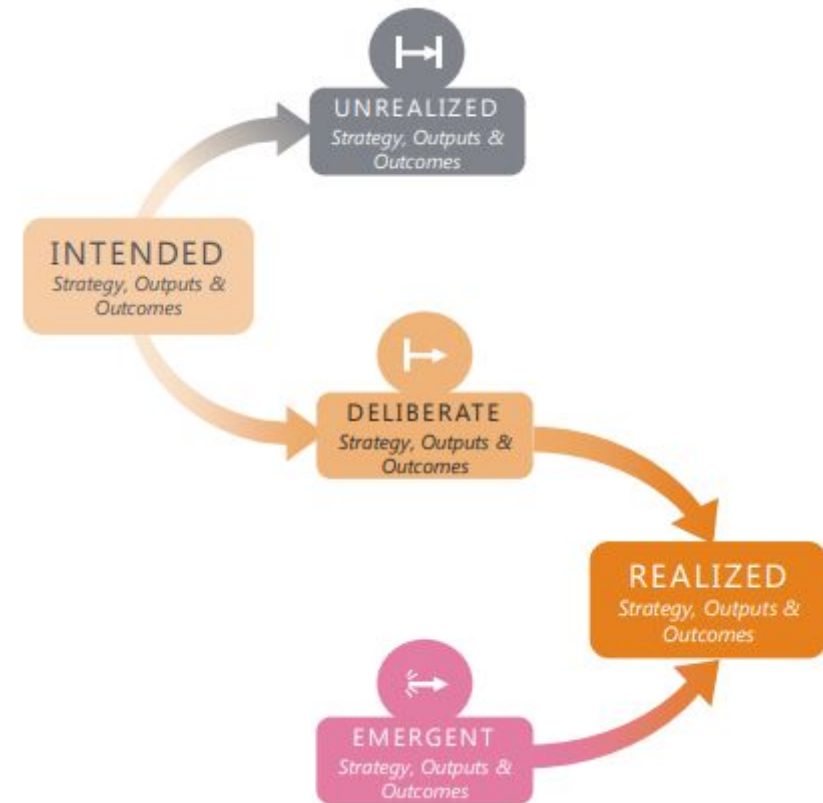 UNREALIZED
Strategy, Outputs &
Outcomes
INTENDED
Strategy, Outputs &
Outcomes
DELIBERATE
Strategy, Outputs &
Outcomes
REALIZED
Strategy, Outputs &
Outcomes
EMERGENT
Strategy, Outputs &
Outcomes